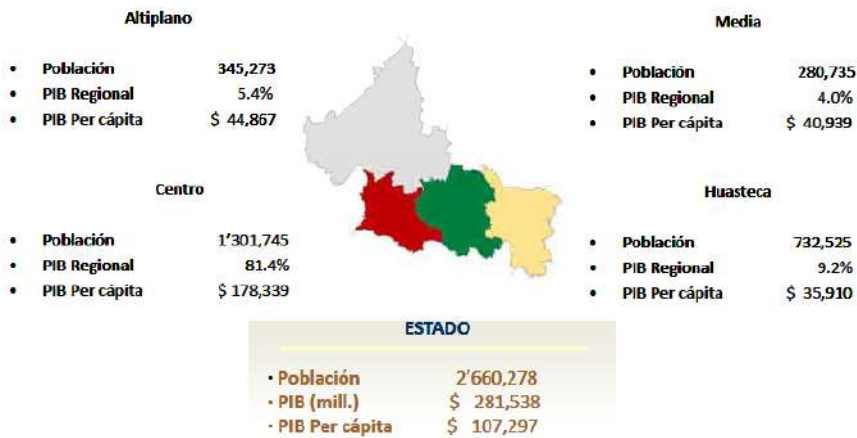 Altiplano
• Población 345,273
• PIB Regional 5.4%
• PIB Per cápita $ 44,867
Media
• Población 280,735
• PIB Regional 4.0%
• PIB Per cápita $ 40,939
Centro
• Población 1'301,745
• PIB Regional 81.4%
• PIB Per cápita $ 178,339
Huasteca
• Población 732,525
• PIB Regional 9.2%
• PIB Per cápita $ 35,910
ESTADO
· Población 2'660,278
· PIB (mill.) $ 281,538
· PIB Per cápita $ 107,297